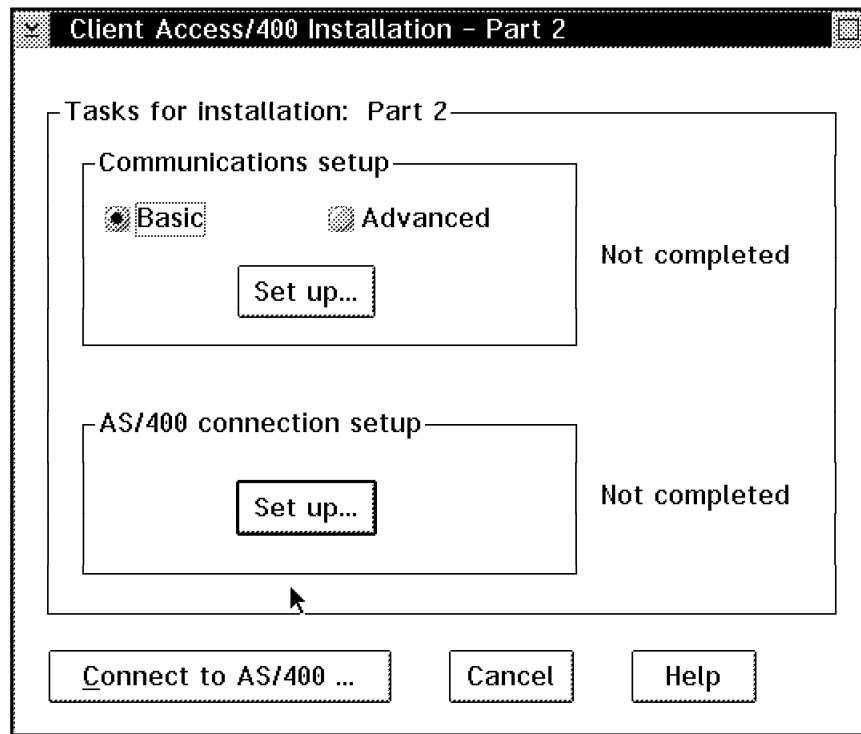 Client Access/400 Installation - Part 2
Tasks for installation: Part 2
Communications setup
Basic Advanced
Not completed
Set up...
AS/400 connection setup
Not completed
Set up...
Connect to AS/400 ... Cancel Help